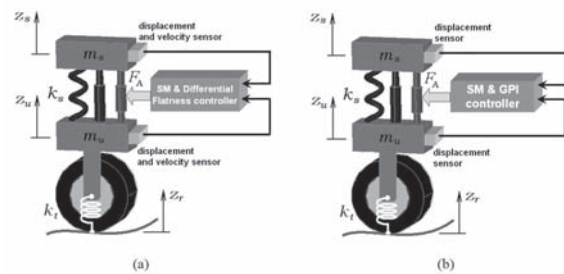 displacement
and velocity sensor
z_s
m_s
F_A
k_s
SM & Differential
Flatness controller
z_u
m_u
displacement
and velocity sensor
k_t
z_r
(a)
displacement
sensor
z_s
m_s
F_A
k_s
SM & GPI
controller
z_u
m_u
displacement
sensor
k_t
z_r
(b)